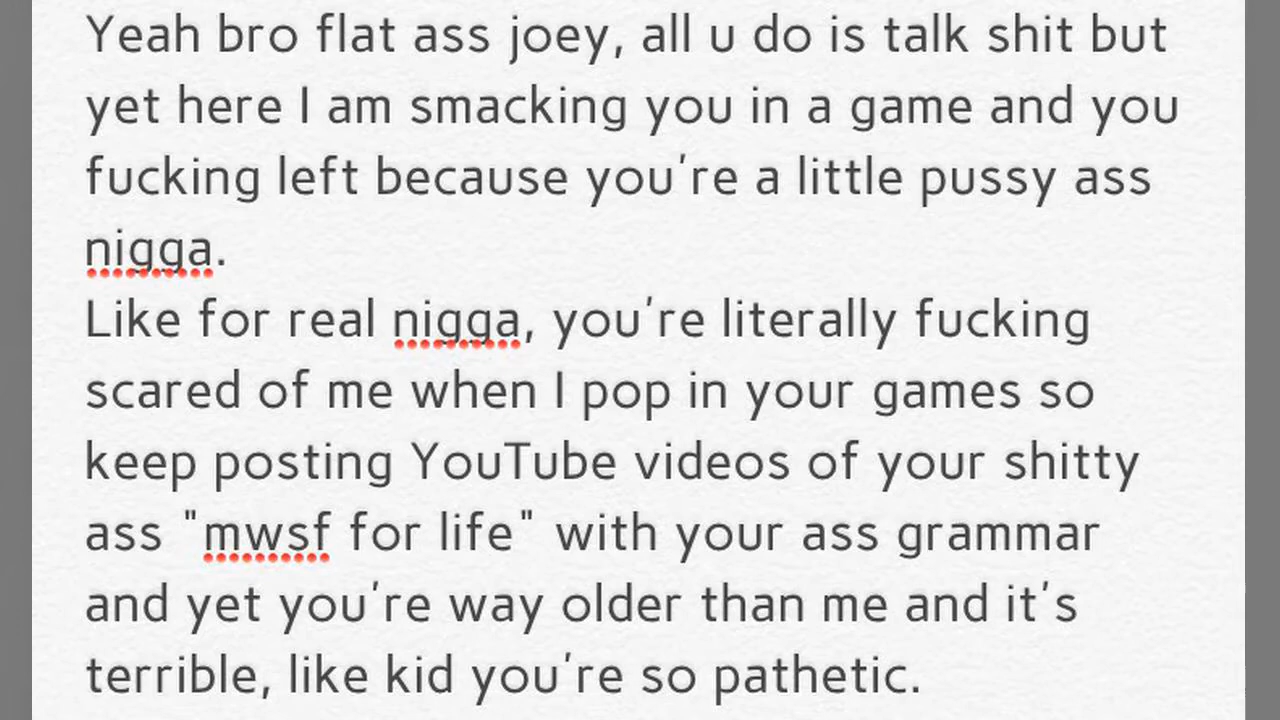 Yeah bro flat ass joey, all u do is talk shit but
yet here I am smacking you in a game and you
fucking left because you're a little pussy ass
nigga.
Like for real nigga, you're literally fucking
scared of me when I pop in your games so
keep posting YouTube videos of your shitty
ass "mwsf for life" with your ass grammar
and yet you're way older than me and it's
terrible, like kid you're so pathetic.